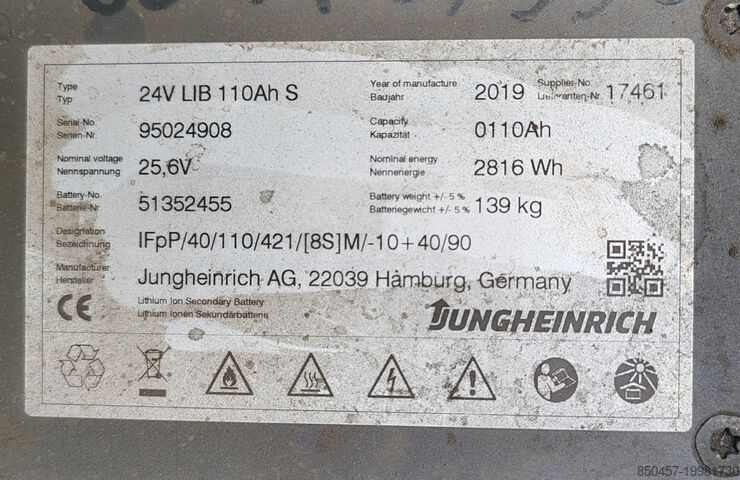 Type
Typ
24V LIB 110Ah S
Year of manufacture
Baujahr
2019
Supplier-No.
Lieferanten-Nr.
17461
Serial-No.
Serien-Nr.
95024908
Capacity
Kapazität
0110Ah
Nominal voltage
Nennspannung
25,6V
Nominal energy
Nennenergie
2816 Wh
Battery-No.
Batterie-Nr
51352455
Battery weight +/- 5 %
Batteriegewicht +/- 5 %
139 kg
Designation
Bezeichnung
IFpP/40/110/421/[8S]M/-10+40/90
Manufacturer
Hersteller
Jungheinrich AG, 22039 Hamburg, Germany
CE
Lithium Ion Secondary Battery
Lithium Ionen Sekundärbatterie
JUNGHEINRICH
850457-19981730